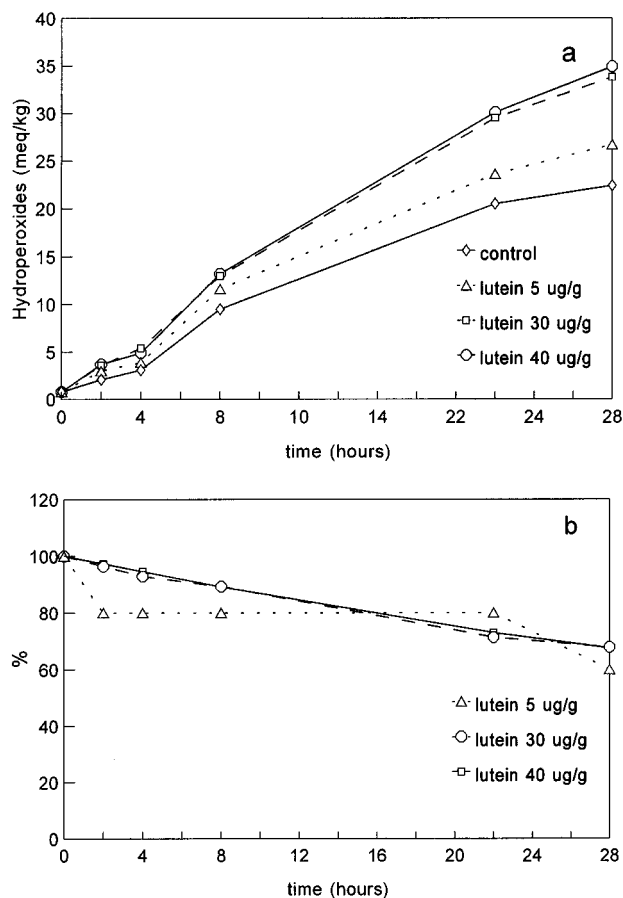 a
Hydroperoxides (meq/kg)
40
35
30
25
20
15
10
5
0
control
lutein 5 ug/g
lutein 30 ug/g
lutein 40 ug/g
0 2 4 8 10 14 22 24 28
time (hours)
b
%
120
100
80
60
40
20
0
lutein 5 ug/g
lutein 30 ug/g
lutein 40 ug/g
0 4 8 12 16 20 24 28
time (hours)